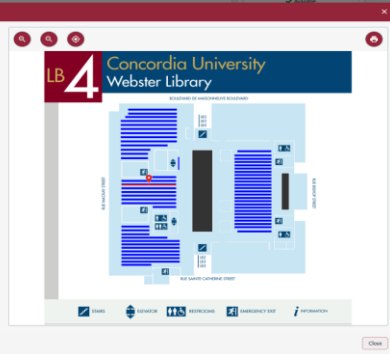 LB 4
Concordia University
Webster Library
BOULEVARD DE MAISONNEUVE BOULEVARD
RUE MACKAY STREET
RUE BISHOP STREET
RUE SAINTE-CATHERINE STREET
STAIRS
ELEVATOR
RESTROOMS
EMERGENCY EXIT
INFORMATION
Close